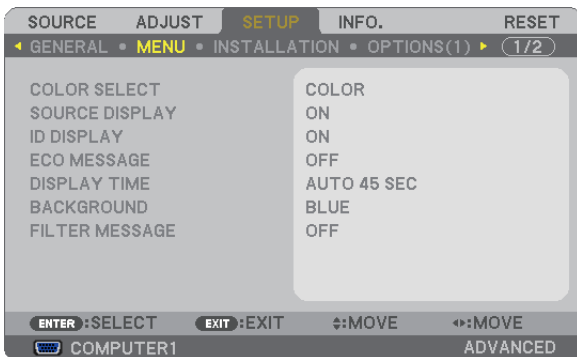 SOURCE ADJUST SETUP INFO. RESET
GENERAL • MENU • INSTALLATION • OPTIONS(1) 1/2
COLOR SELECT COLOR
SOURCE DISPLAY ON
ID DISPLAY ON
ECO MESSAGE OFF
DISPLAY TIME AUTO 45 SEC
BACKGROUND BLUE
FILTER MESSAGE OFF
ENTER :SELECT EXIT :EXIT :MOVE :MOVE
COMPUTER1 ADVANCED